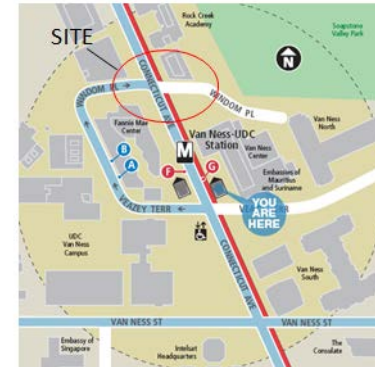 SITE
Rock Creek
Academy
Soapstone
Valley Park
N
WINDOM PL
CONNECTICUT AVE
WINDOM PL
Fannie Mae
Center
Van Ness-UDC
Station
M
Van Ness
Center
Van Ness
North
B
A
F
G
Embassies of
Mauritius
and Suriname
YOU
ARE
HERE
VEAZEY TERR
VEAZEY TERR
UDC
Van Ness
Campus
CONNECTICUT AVE
Van Ness
South
VAN NESS ST
VAN NESS ST
Embassy of
Singapore
Intelsat
Headquarters
The
Consulate